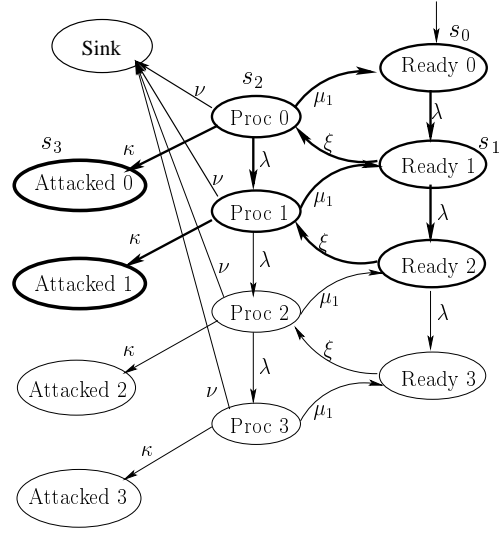 s0
Sink
Ready 0
ν
s2
μ1
λ
s3
κ
Proc 0
ξ
s1
Attacked 0
ν
λ
Ready 1
κ
Proc 1
μ1
λ
Attacked 1
ν
λ
ξ
Ready 2
κ
Proc 2
μ1
λ
Attacked 2
ν
λ
ξ
Ready 3
κ
Proc 3
μ1
Attacked 3